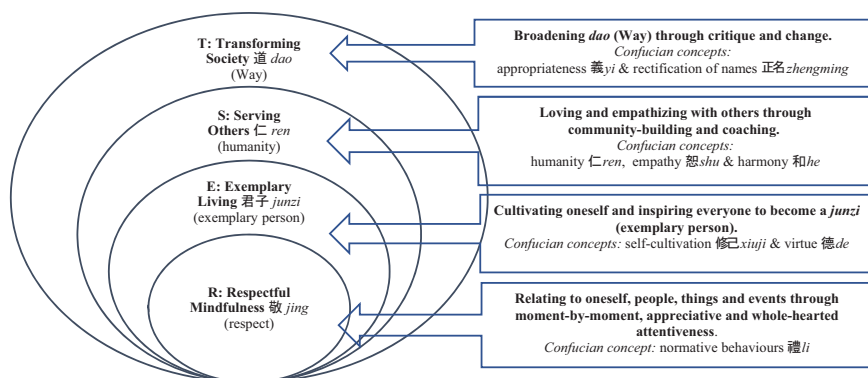 T: Transforming
Society 道 dao
(Way)
Broadening dao (Way) through critique and change.
Confucian concepts:
appropriateness 義yi & rectification of names 正名zhengming
S: Serving
Others 仁 ren
(humanity)
Loving and empathizing with others through
community-building and coaching.
Confucian concepts:
humanity 仁ren, empathy 恕shu & harmony 和he
E: Exemplary
Living 君子 junzi
(exemplary person)
Cultivating oneself and inspiring everyone to become a junzi
(exemplary person).
Confucian concepts: self-cultivation 修己xiuji & virtue 德de
R: Respectful
Mindfulness 敬 jing
(respect)
Relating to oneself, people, things and events through
moment-by-moment, appreciative and whole-hearted
attentiveness.
Confucian concept: normative behaviours 禮li